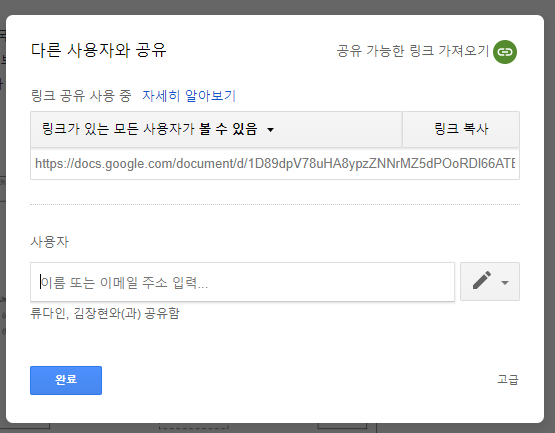 다른 사용자와 공유
공유 가능한 링크 가져오기
링크 공유 사용 중 자세히 알아보기
링크가 있는 모든 사용자가 볼 수 있음
링크 복사
https://docs.google.com/document/d/1D89dpV78uHA8ypzZNNrMZ5dPOoRDl66ATE
사용자
이름 또는 이메일 주소 입력...
류다인, 김장현와(과) 공유함
완료
고급